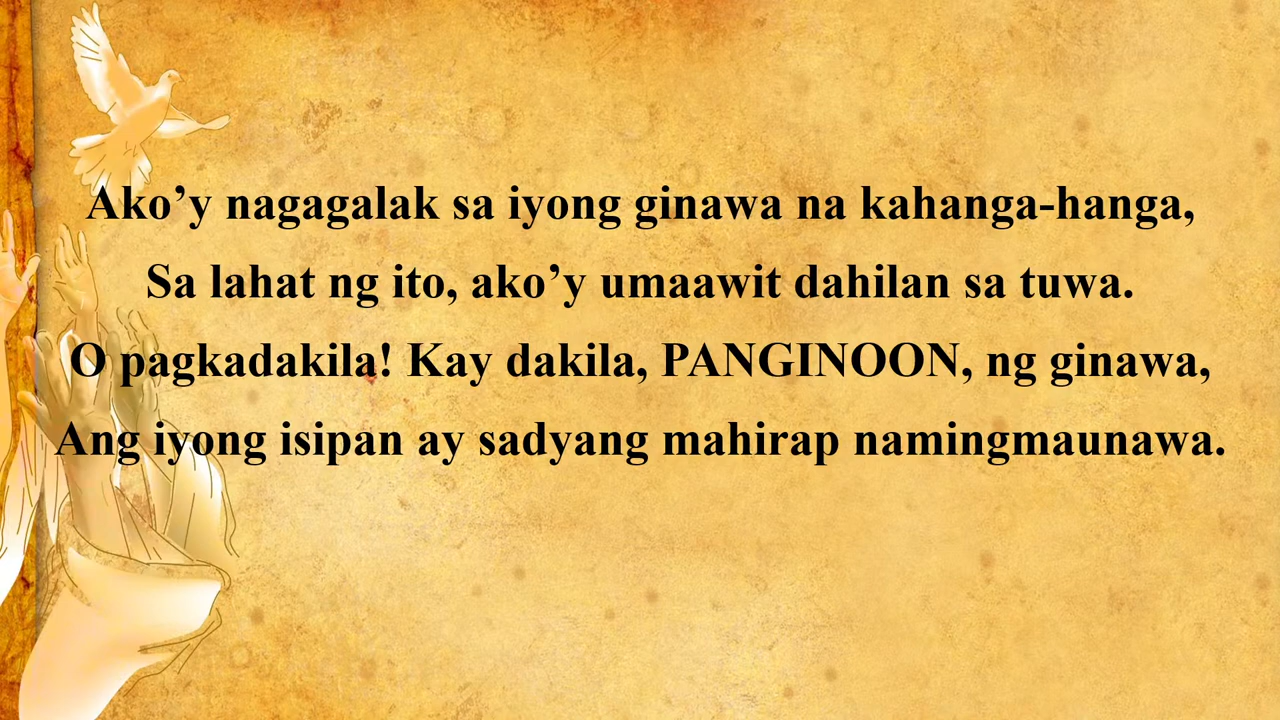 Ako’y nagagalak sa iyong ginawa na kahanga-hanga,
Sa lahat ng ito, ako’y umaawit dahilan sa tuwa.
O pagkadakila! Kay dakila, PANGINOON, ng ginawa,
Ang iyong isipan ay sadyang mahirap namingmaunawa.